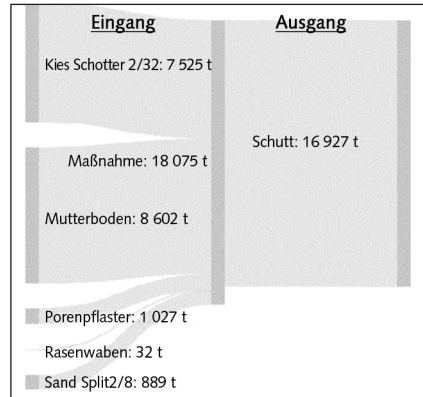 Eingang
Ausgang
Kies Schotter 2/32: 7 525 t
Schutt: 16 927 t
Maßnahme: 18 075 t
Mutterboden: 8 602 t
Porenpflaster: 1 027 t
Rasenwaben: 32 t
Sand Split2/8: 889 t